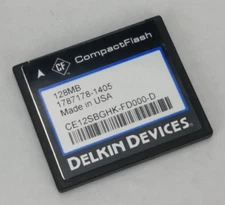 CF
CompactFlash
128MB
1787178-1405
Made in USA
CE12SBGHK-FD000-D
DELKIN DEVICES